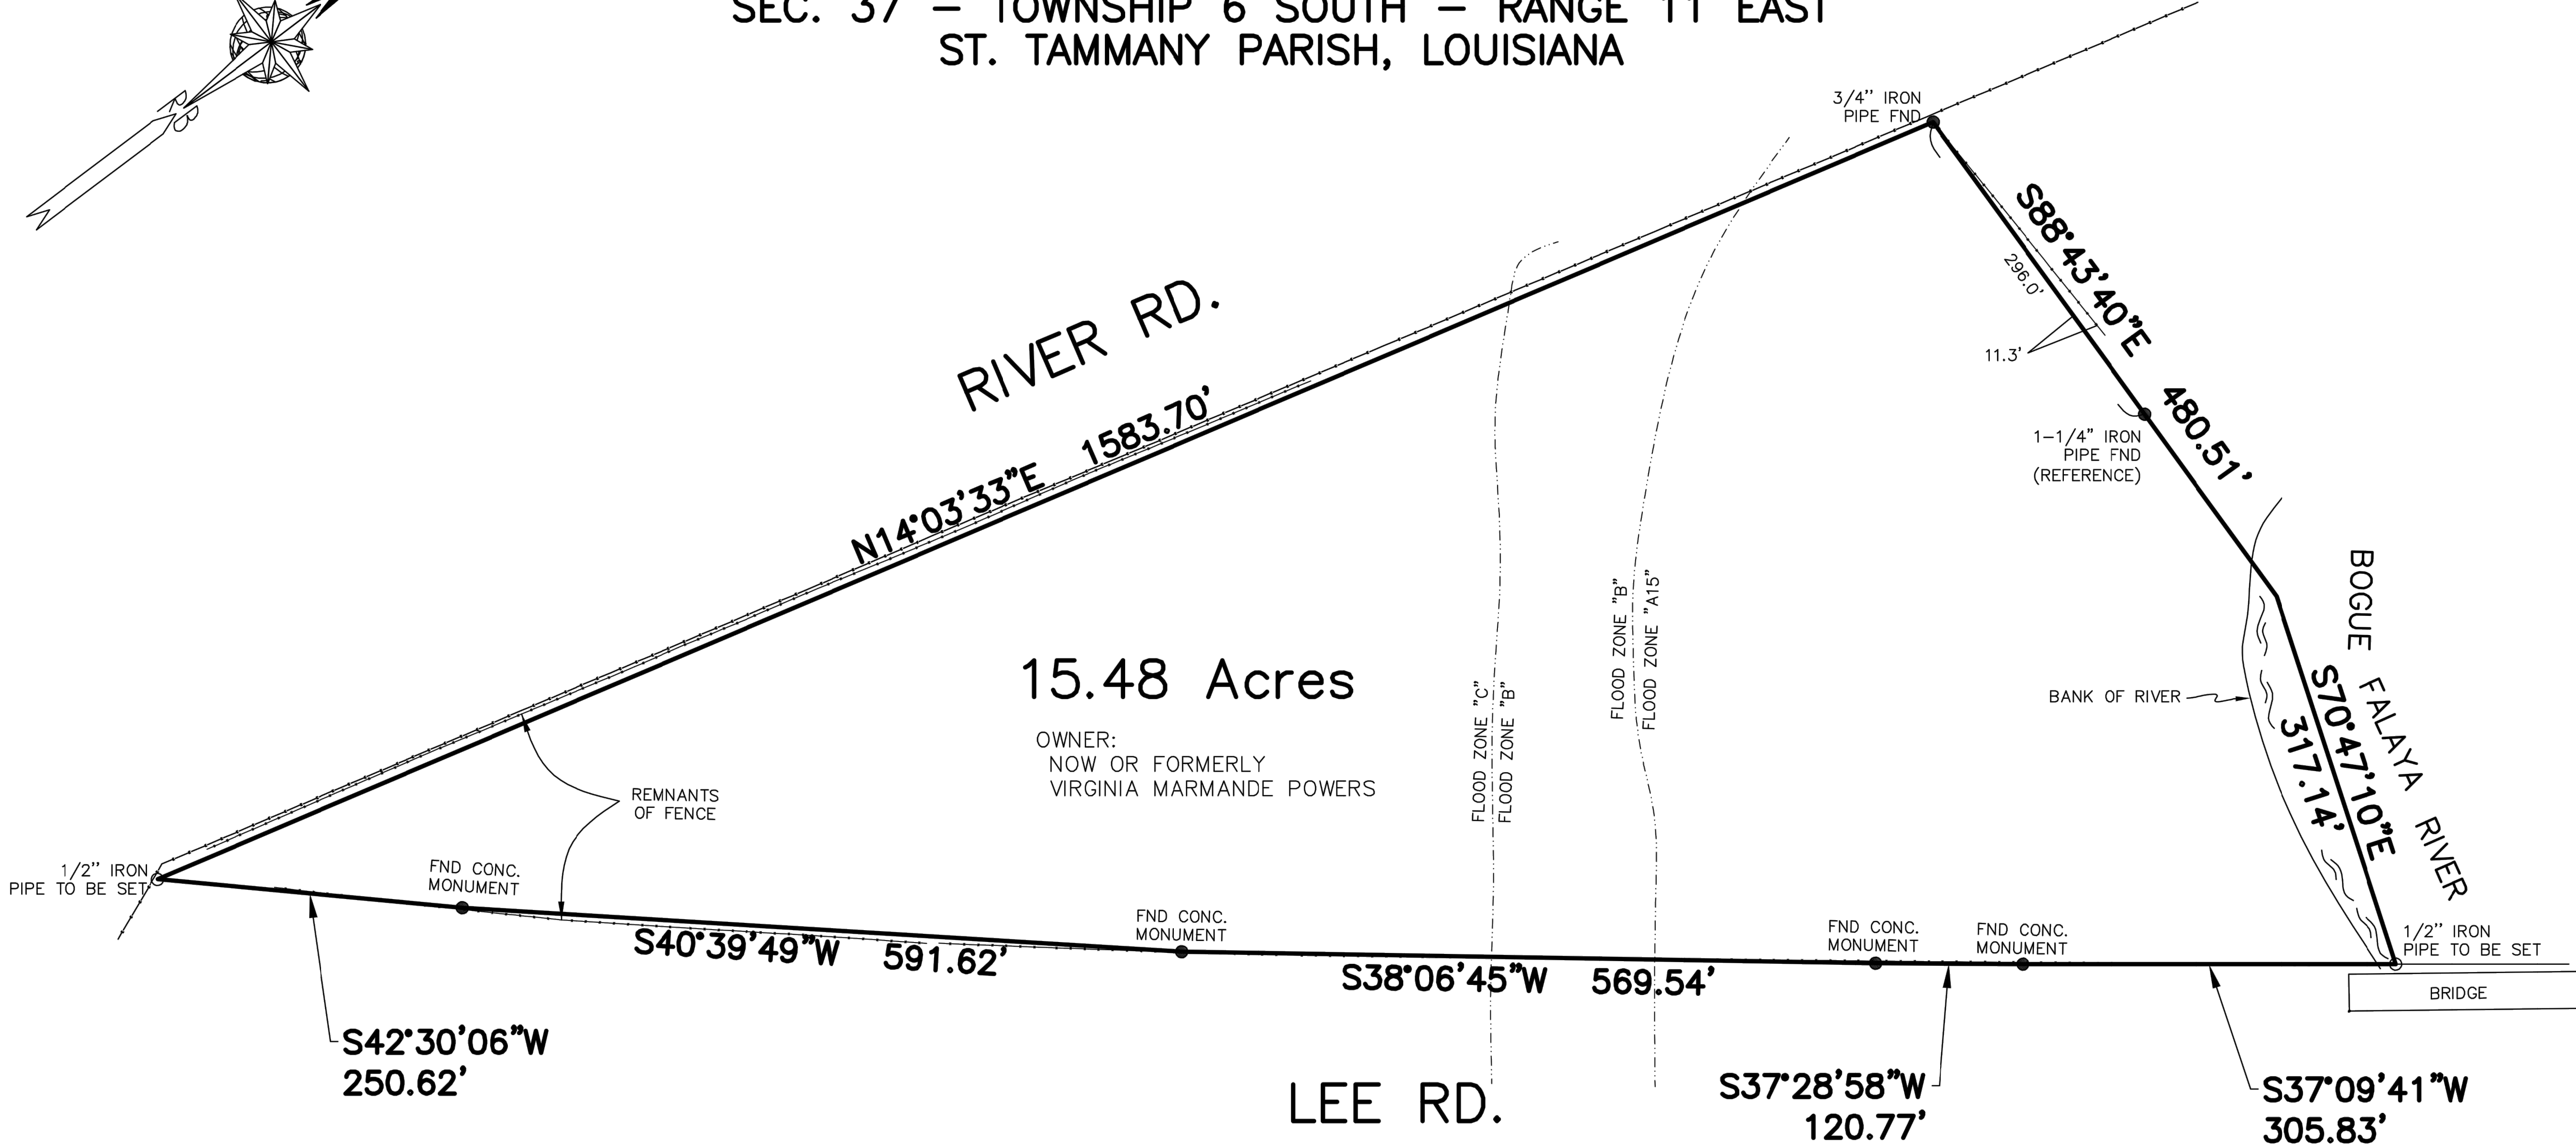 SEC. 37 – TOWNSHIP 6 SOUTH – RANGE 11 EAST
ST. TAMMANY PARISH, LOUISIANA
3/4" IRON
PIPE FND
S88°43'40"E 480.51'
296.0'
11.3'
1-1/4" IRON
PIPE FND
(REFERENCE)
RIVER RD.
N14°03'33"E 1583.70'
BOGUE FALAYA RIVER
S70°47'10"E
317.14'
BANK OF RIVER
FLOOD ZONE "B"
FLOOD ZONE "A15"
FLOOD ZONE "C"
FLOOD ZONE "B"
15.48 Acres
OWNER:
NOW OR FORMERLY
VIRGINIA MARMANDE POWERS
REMNANTS
OF FENCE
1/2" IRON
PIPE TO BE SET
FND CONC.
MONUMENT
FND CONC.
MONUMENT
FND CONC.
MONUMENT
FND CONC.
MONUMENT
1/2" IRON
PIPE TO BE SET
S40°39'49"W 591.62'
S38°06'45"W 569.54'
BRIDGE
S42°30'06"W
250.62'
LEE RD.
S37°28'58"W
120.77'
S37°09'41"W
305.83'